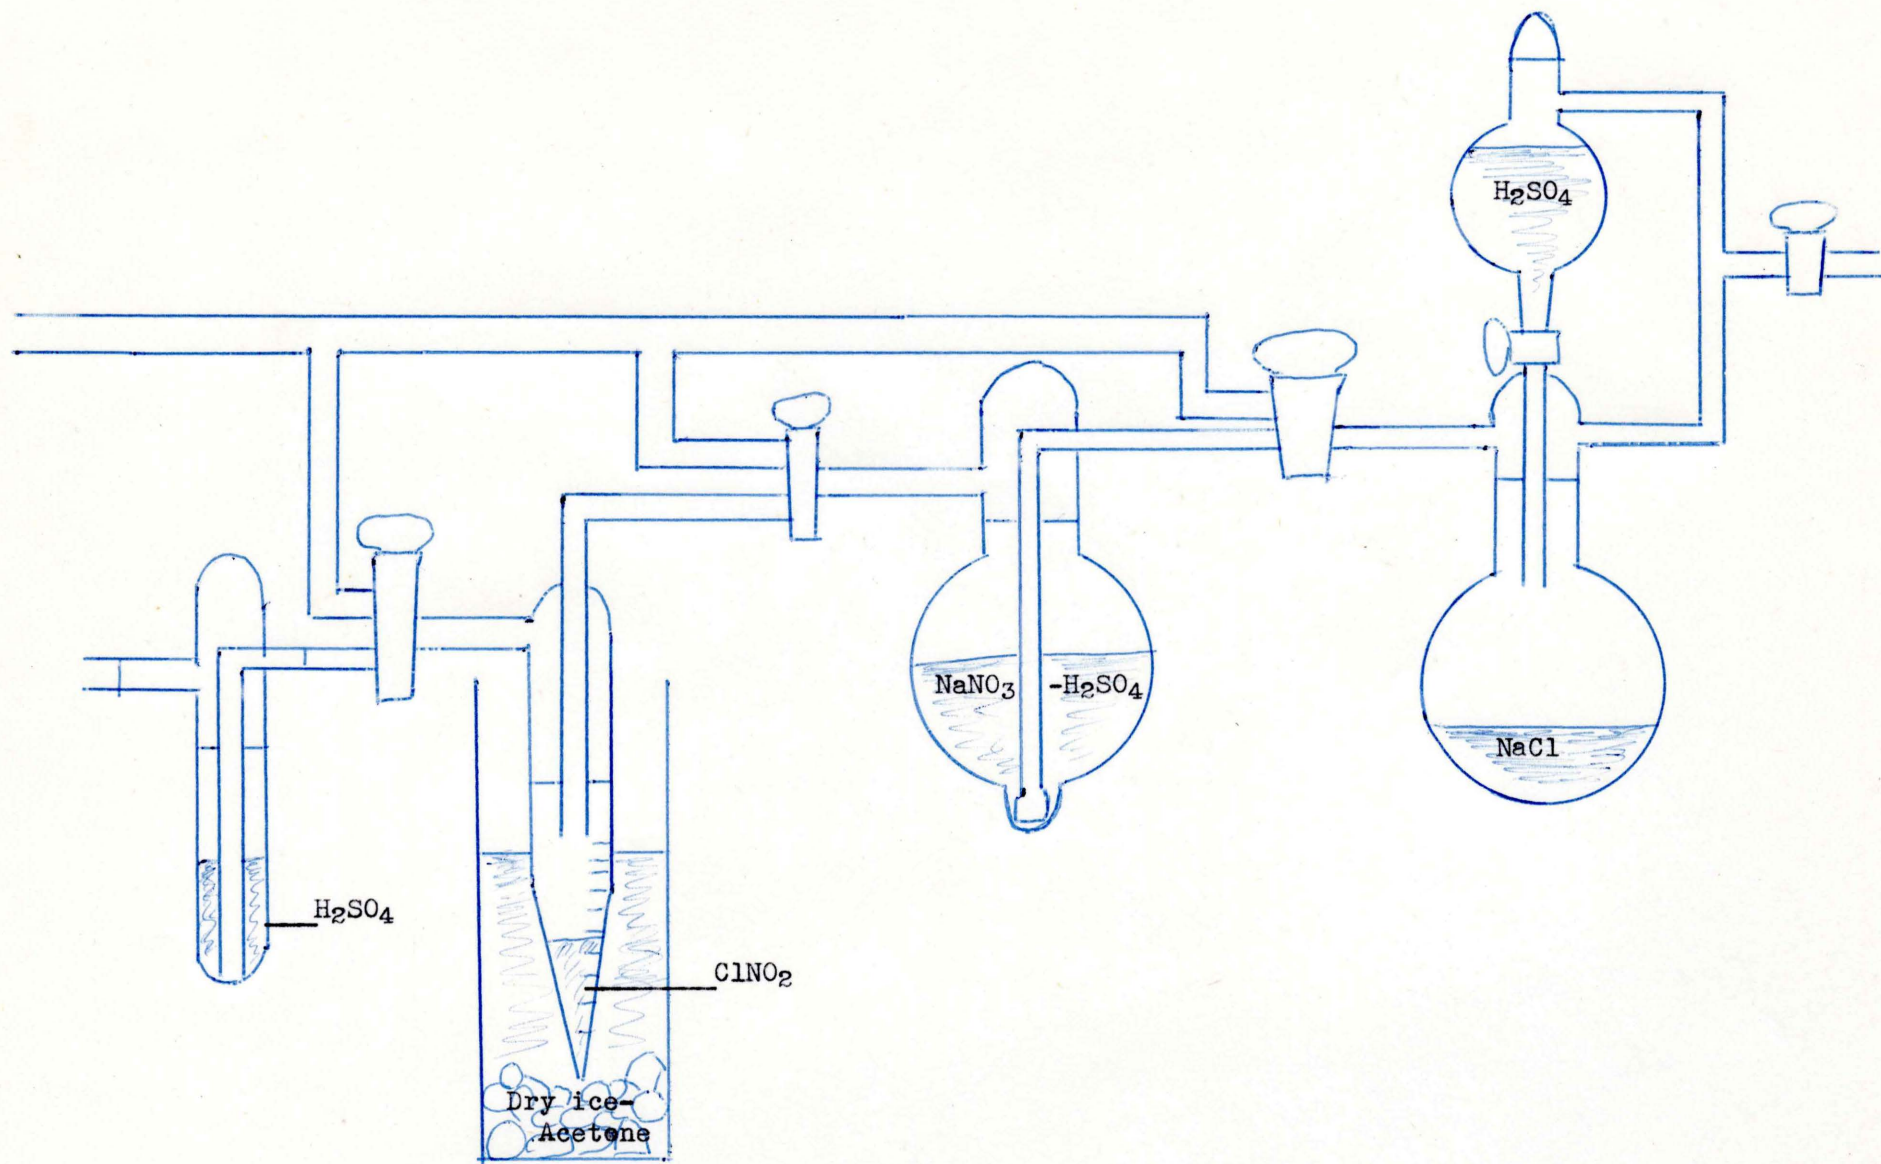 H₂SO₄
NaNO₃ -H₂SO₄
NaCl
H₂SO₄
ClNO₂
Dry ice-
Acetone